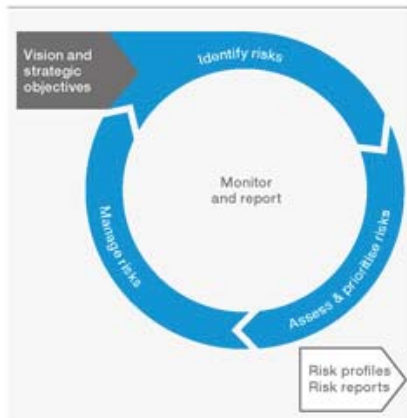 Vision and
strategic
objectives
Identify risks
Monitor
and report
Manage risks
Assess & prioritise risks
Risk profiles
Risk reports